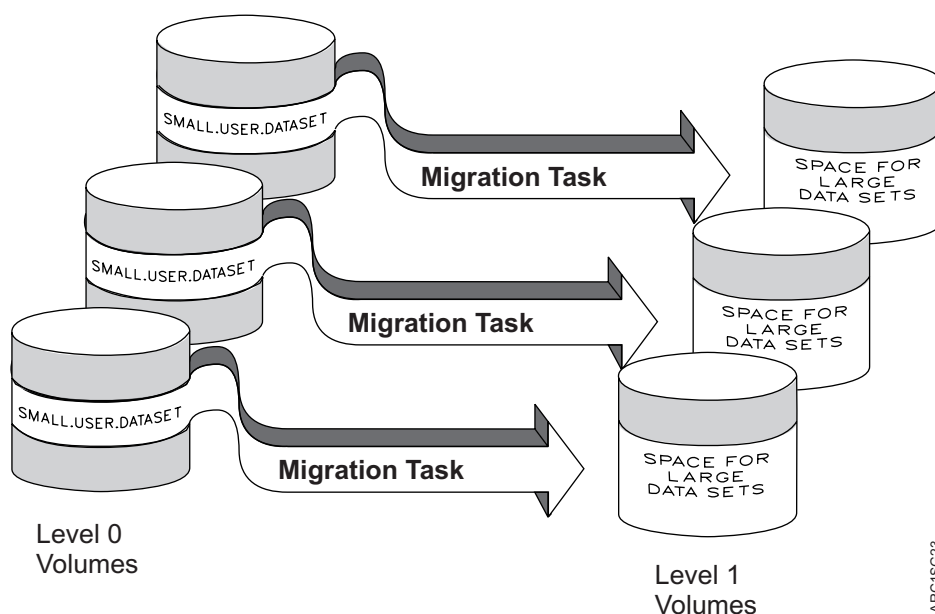 SMALL.USER.DATASET
Migration Task
SPACE FOR
LARGE
DATA SETS
SMALL.USER.DATASET
Migration Task
SPACE FOR
LARGE
DATA SETS
SMALL.USER.DATASET
Migration Task
SPACE FOR
LARGE
DATA SETS
Level 0
Volumes
Level 1
Volumes